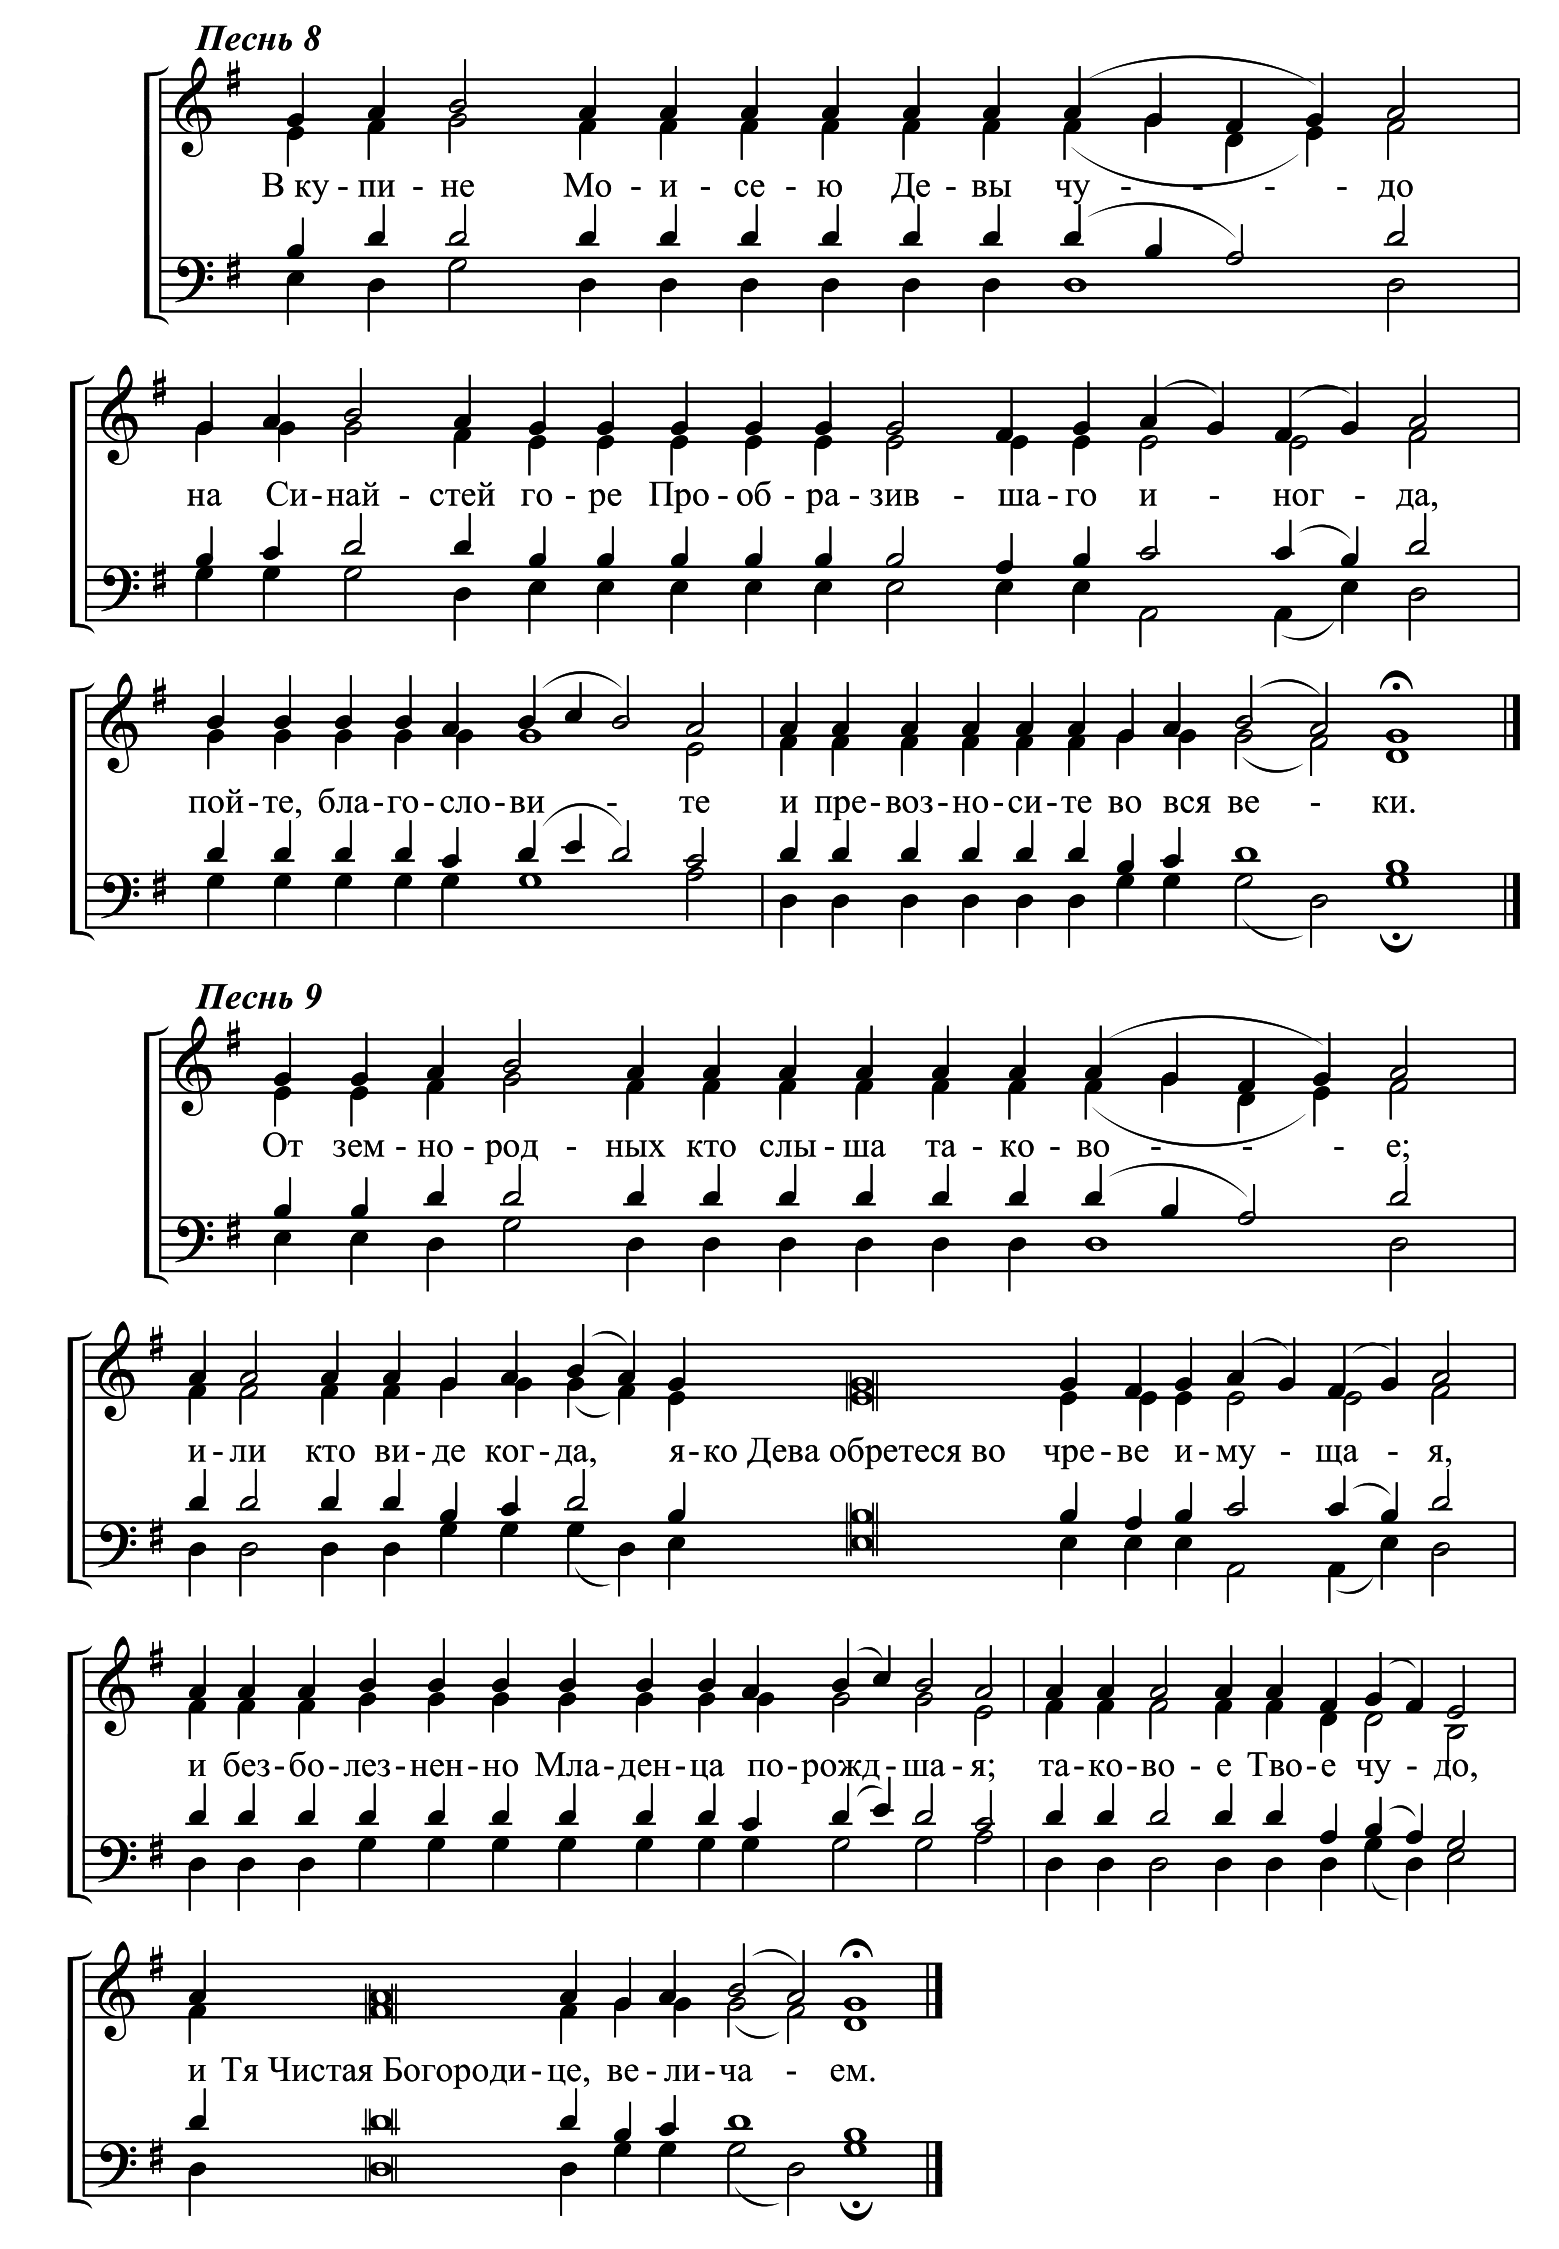 Песнь 8
В ку - пи - не Мо - и - се - ю Де - вы чу - - - до
на Си - най - стей го - ре Про - об - ра - зив - ша - го и - ног - да,
пой - те, бла - го - сло - ви - те и пре - воз - но - си - те во вся ве - ки.
Песнь 9
От зем - но - род - ных кто слы - ша та - ко - во - - - е;
и - ли кто ви - де ког - да, я - ко Дева обретеся во чре - ве и - му - ща - я,
и без - бо - лез - нен - но Мла - ден - ца по - рожд - ша - я; та - ко - во - е Тво - е чу - до,
и Тя Чистая Богороди - це, ве - ли - ча - ем.